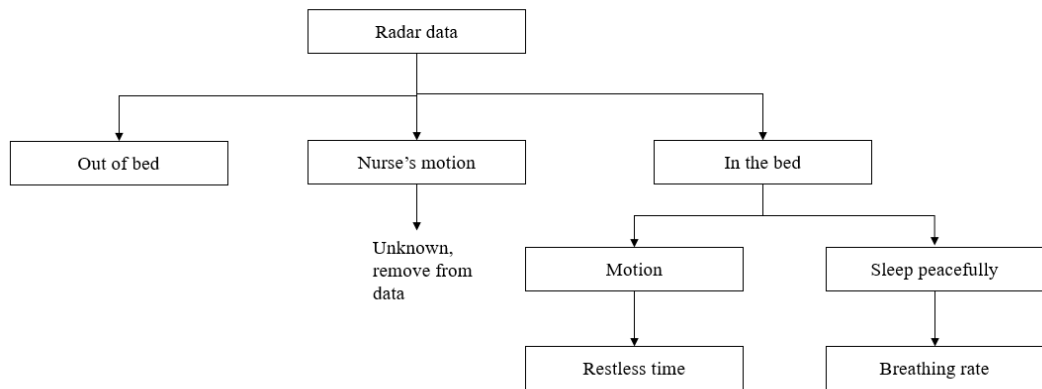 Radar data
Out of bed
Nurse’s motion
In the bed
Unknown,
remove from
data
Motion
Sleep peacefully
Restless time
Breathing rate